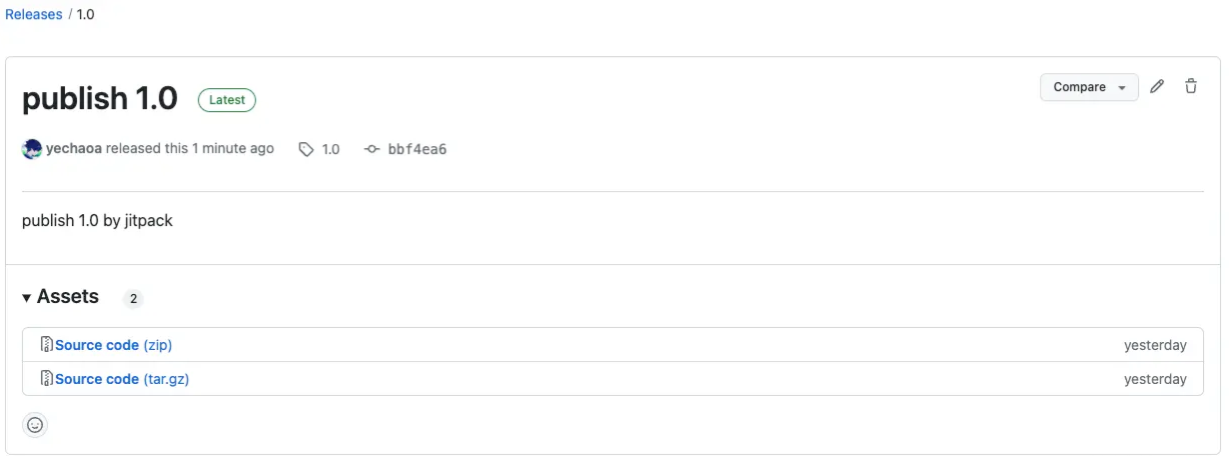 Releases / 1.0
publish 1.0 Latest Compare
yechaoa released this 1 minute ago 1.0 bbf4ea6
publish 1.0 by jitpack
Assets 2
Source code (zip) yesterday
Source code (tar.gz) yesterday